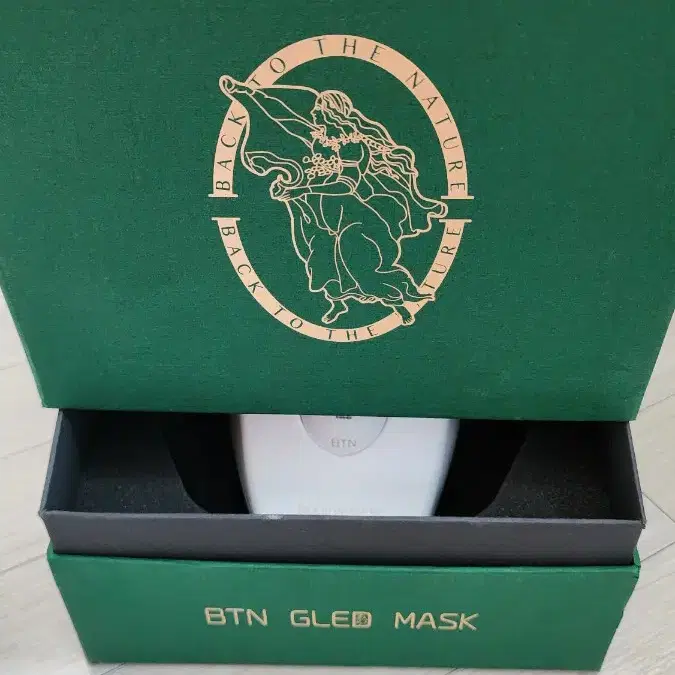 BACK TO THE NATURE
BACK TO THE NATURE
BTN
BTN GLED MASK